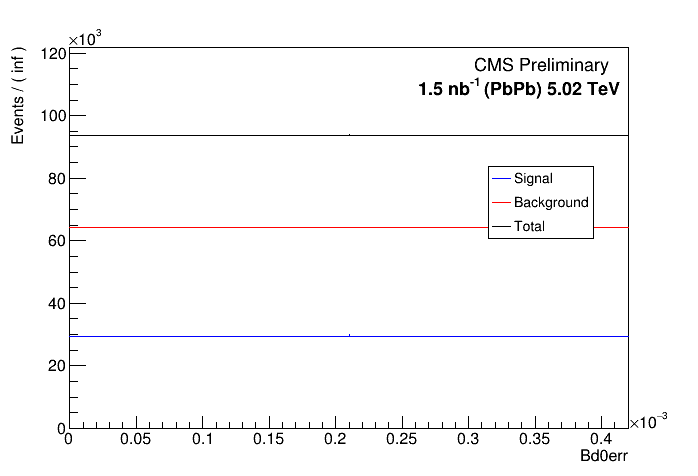 ×10³
120
100
80
60
40
20
0
Events / ( inf )
CMS Preliminary
1.5 nb⁻¹ (PbPb) 5.02 TeV
Signal
Background
Total
0 0.05 0.1 0.15 0.2 0.25 0.3 0.35 0.4
×10⁻³
Bd0err